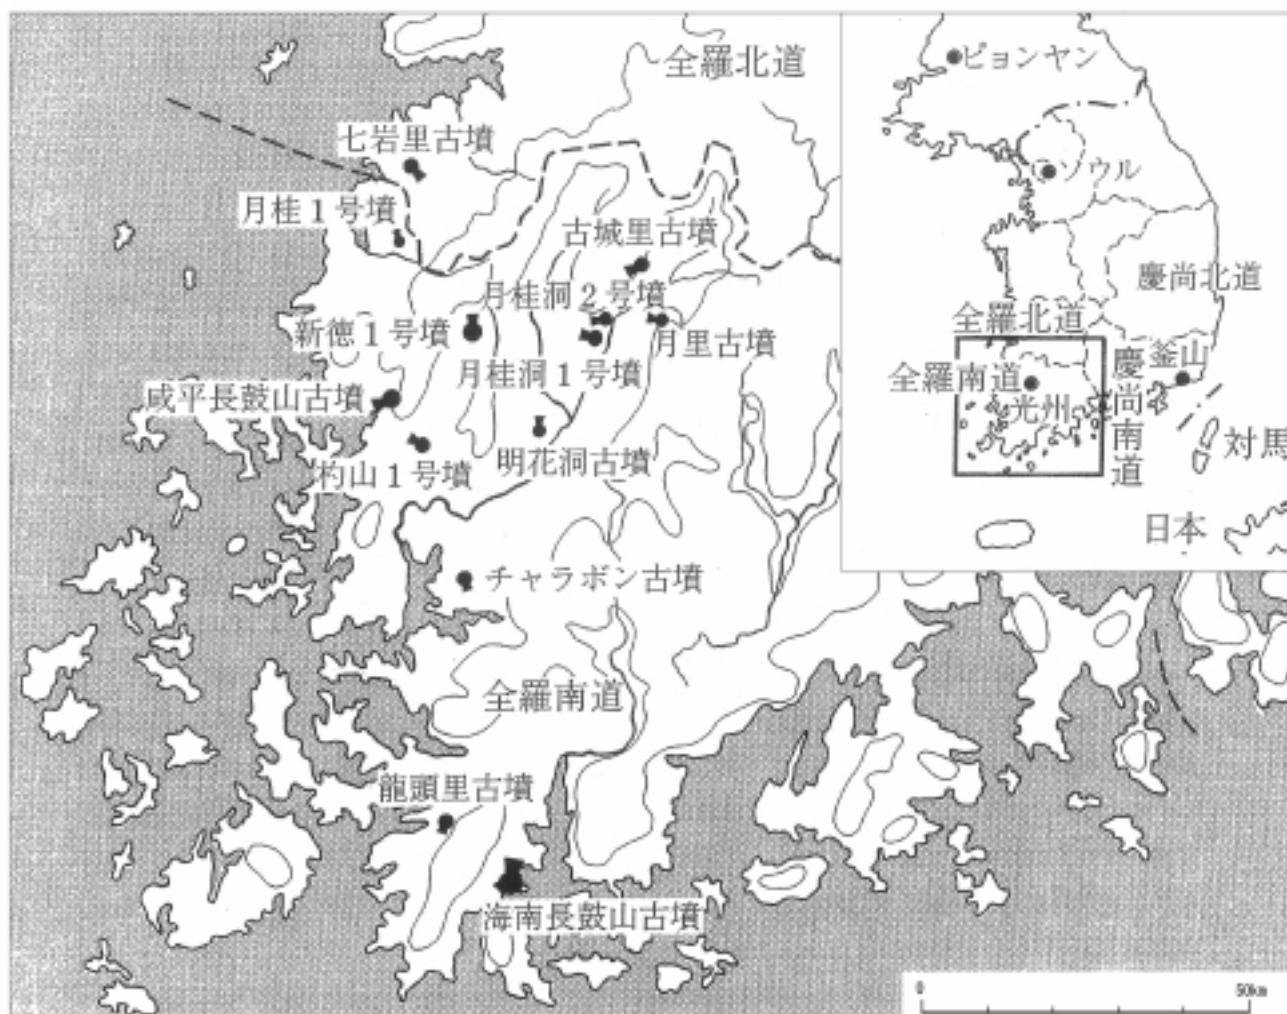 全羅北道
七岩里古墳
月桂1号墳
古城里古墳
月桂洞2号墳
新徳1号墳
月里古墳
月桂洞1号墳
咸平長鼓山古墳
杓山1号墳
明花洞古墳
チャラボン古墳
全羅南道
龍頭里古墳
海南長鼓山古墳
ピョンヤン
ソウル
慶尚北道
全羅北道
全羅南道
光州
慶尚南道
釜山
対馬
日本
0 50km